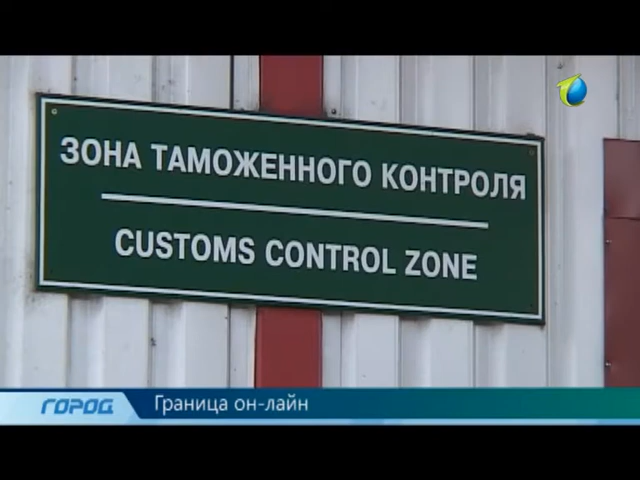 ЗОНА ТАМОЖЕННОГО КОНТРОЛЯ
CUSTOMS CONTROL ZONE
ГОРОД
Граница он-лайн